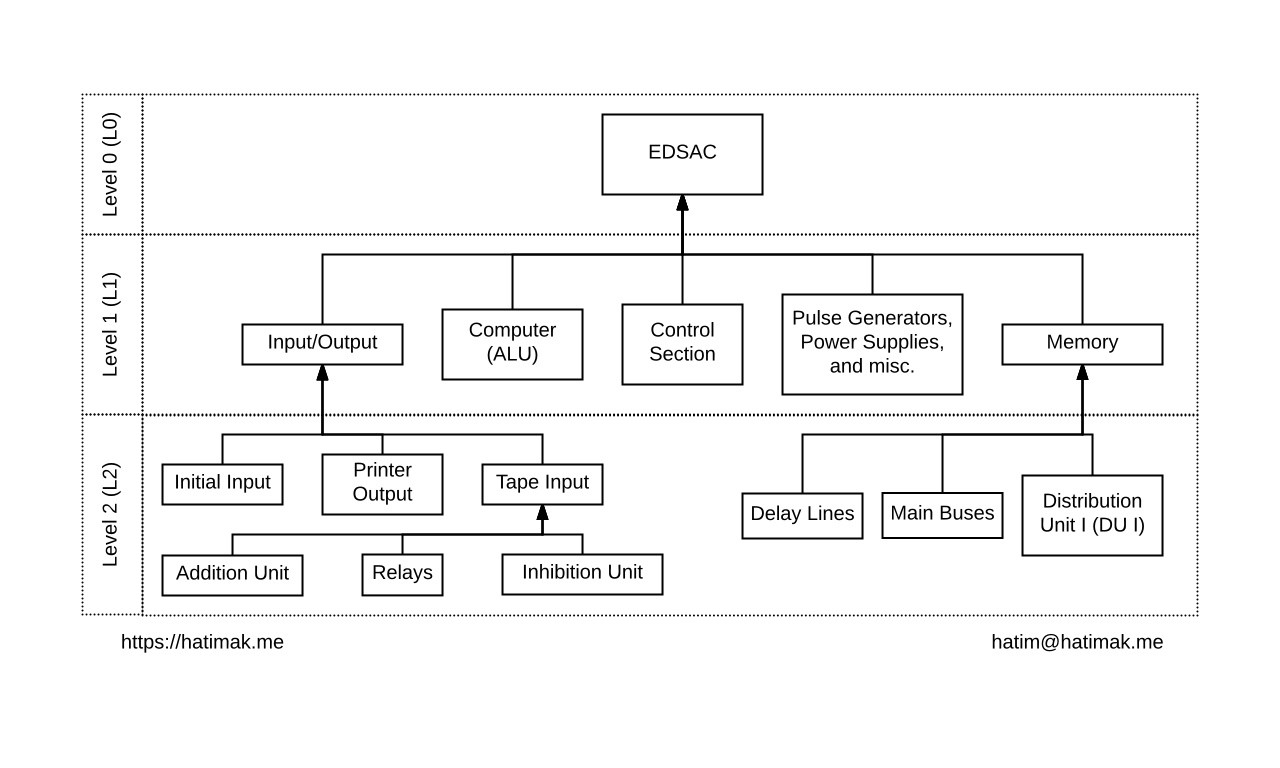 Level 0 (L0)
EDSAC
Level 1 (L1)
Input/Output
Computer
(ALU)
Control
Section
Pulse Generators,
Power Supplies,
and misc.
Memory
Level 2 (L2)
Initial Input
Printer
Output
Tape Input
Delay Lines
Main Buses
Distribution
Unit I (DU I)
Addition Unit
Relays
Inhibition Unit
https://hatimak.me
hatim@hatimak.me